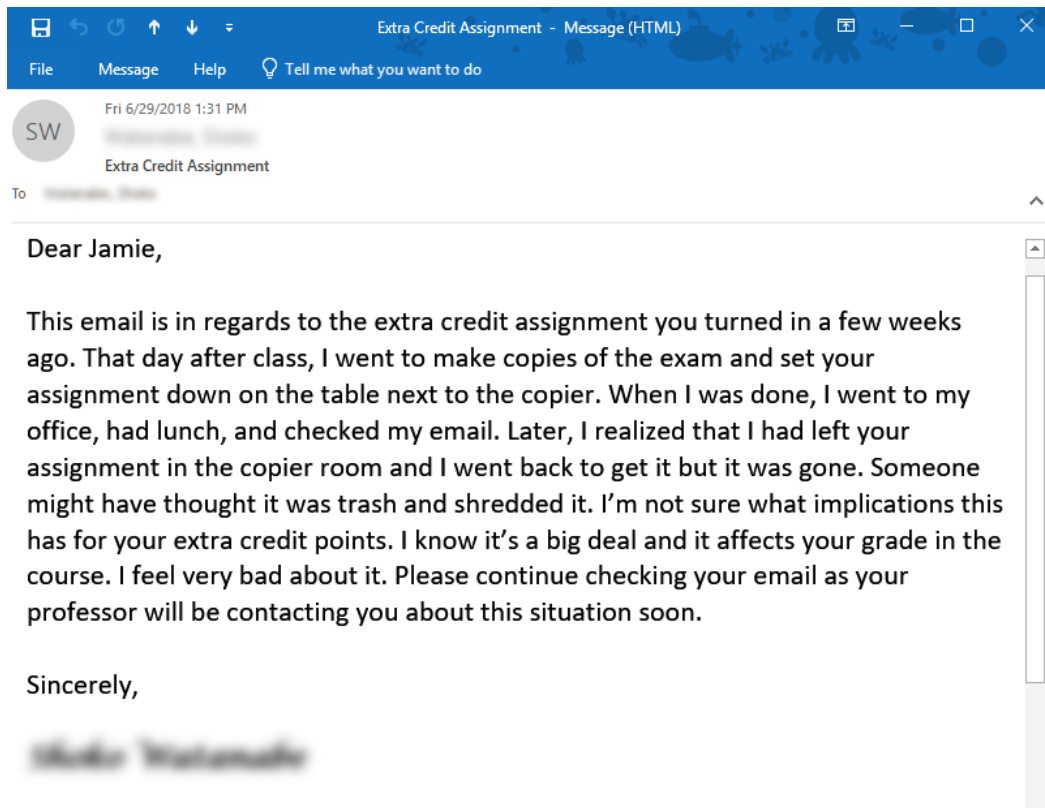 Extra Credit Assignment - Message (HTML)
File Message Help Tell me what you want to do
SW
Fri 6/29/2018 1:31 PM
Extra Credit Assignment
To
Dear Jamie,
This email is in regards to the extra credit assignment you turned in a few weeks
ago. That day after class, I went to make copies of the exam and set your
assignment down on the table next to the copier. When I was done, I went to my
office, had lunch, and checked my email. Later, I realized that I had left your
assignment in the copier room and I went back to get it but it was gone. Someone
might have thought it was trash and shredded it. I’m not sure what implications this
has for your extra credit points. I know it’s a big deal and it affects your grade in the
course. I feel very bad about it. Please continue checking your email as your
professor will be contacting you about this situation soon.
Sincerely,